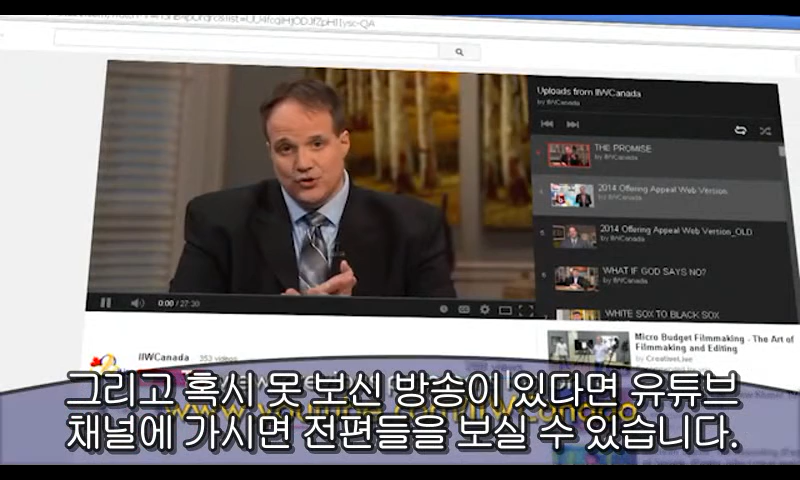 Uploads from IIWCanada
by IIWCanada
THE PROMISE
by IIWCanada
2014 Offering Appeal Web Version
by IIWCanada
2014 Offering Appeal Web Version_OLD
by IIWCanada
WHAT IF GOD SAYS NO?
by IIWCanada
WHITE SOX TO BLACK SOX
0:00 / 27:30
IIWCanada 353 videos
Micro Budget Filmmaking - The Art of
Filmmaking and Editing
by CreativeLive
그리고 혹시 못 보신 방송이 있다면 유튜브
채널에 가시면 전편들을 보실 수 있습니다.